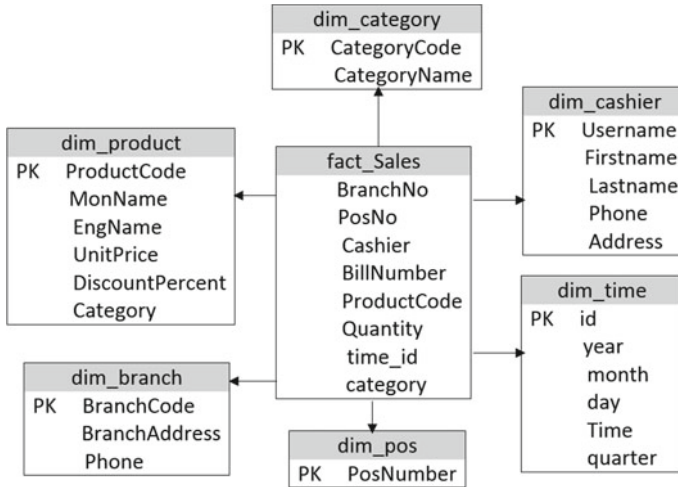 dim_category
PK CategoryCode
CategoryName
dim_cashier
PK Username
Firstname
Lastname
Phone
Address
dim_product
PK ProductCode
MonName
EngName
UnitPrice
DiscountPercent
Category
fact_Sales
BranchNo
PosNo
Cashier
BillNumber
ProductCode
Quantity
time_id
category
dim_time
PK id
year
month
day
Time
quarter
dim_branch
PK BranchCode
BranchAddress
Phone
dim_pos
PK PosNumber